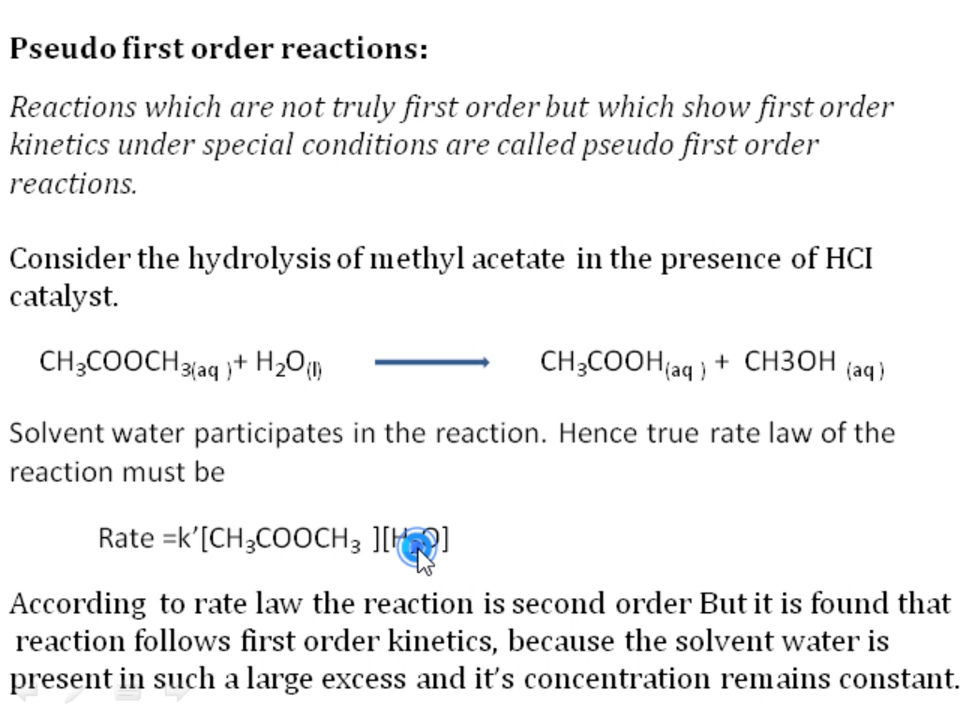 Pseudo first order reactions:
Reactions which are not truly first order but which show first order
kinetics under special conditions are called pseudo first order
reactions.
Consider the hydrolysis of methyl acetate in the presence of HCI
catalyst.
CH₃COOCH₃(aq )+ H₂O(l) CH₃COOH(aq ) + CH3OH (aq)
Solvent water participates in the reaction. Hence true rate law of the
reaction must be
Rate =k’[CH₃COOCH₃ ][H₂O]
According to rate law the reaction is second order But it is found that
reaction follows first order kinetics, because the solvent water is
present in such a large excess and it’s concentration remains constant.